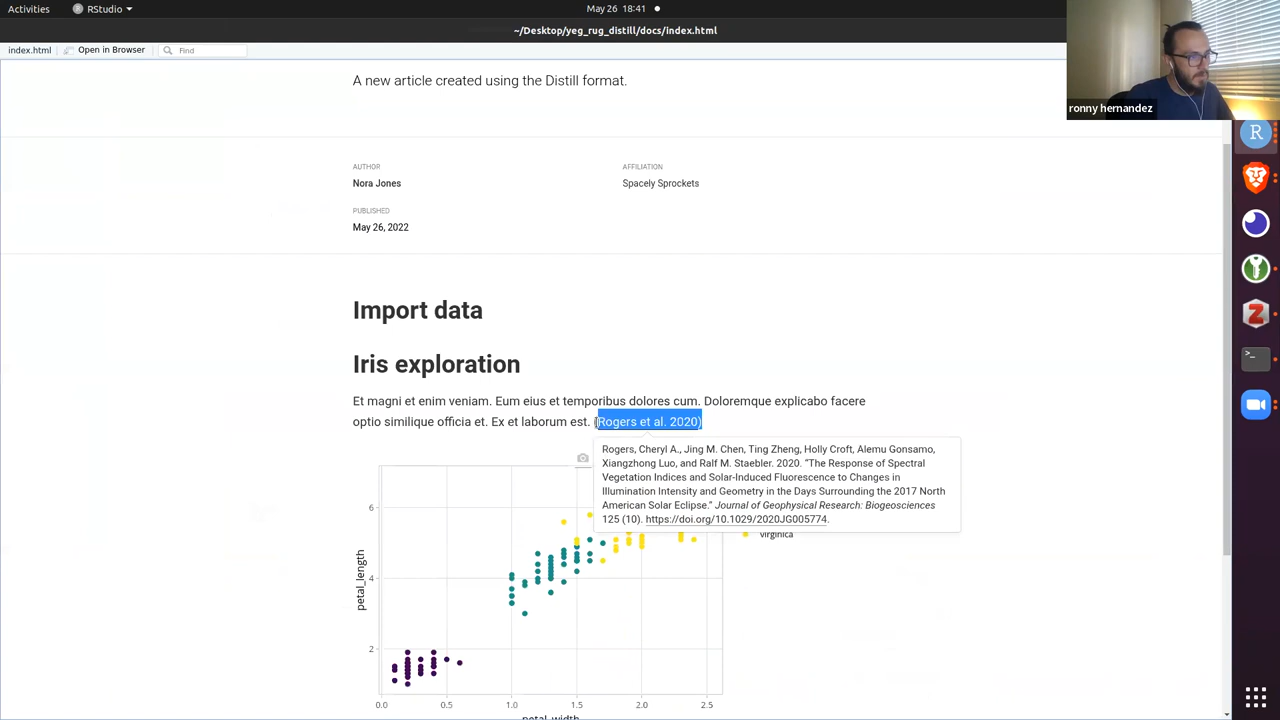 Activities
RStudio
May 26 18:41
~/Desktop/yeg_rug_distill/docs/index.html
index.html
Open in Browser
Find
ronny hernandez
A new article created using the Distill format.
AUTHOR
AFFILIATION
Nora Jones
Spacely Sprockets
PUBLISHED
May 26, 2022
Import data
Iris exploration
Et magni et enim veniam. Eum eius et temporibus dolores cum. Doloremque explicabo facere
optio similique officia et. Ex et laborum est. (Rogers et al. 2020)
Rogers, Cheryl A., Jing M. Chen, Ting Zheng, Holly Croft, Alemu Gonsamo,
Xiangzhong Luo, and Ralf M. Staebler. 2020. “The Response of Spectral
Vegetation Indices and Solar-Induced Fluorescence to Changes in
Illumination Intensity and Geometry in the Days Surrounding the 2017 North
American Solar Eclipse.” Journal of Geophysical Research: Biogeosciences
125 (10). https://doi.org/10.1029/2020JG005774.
virginica
6
4
2
petal_length
0.0 0.5 1.0 1.5 2.0 2.5
petal_width
R
Z
>_